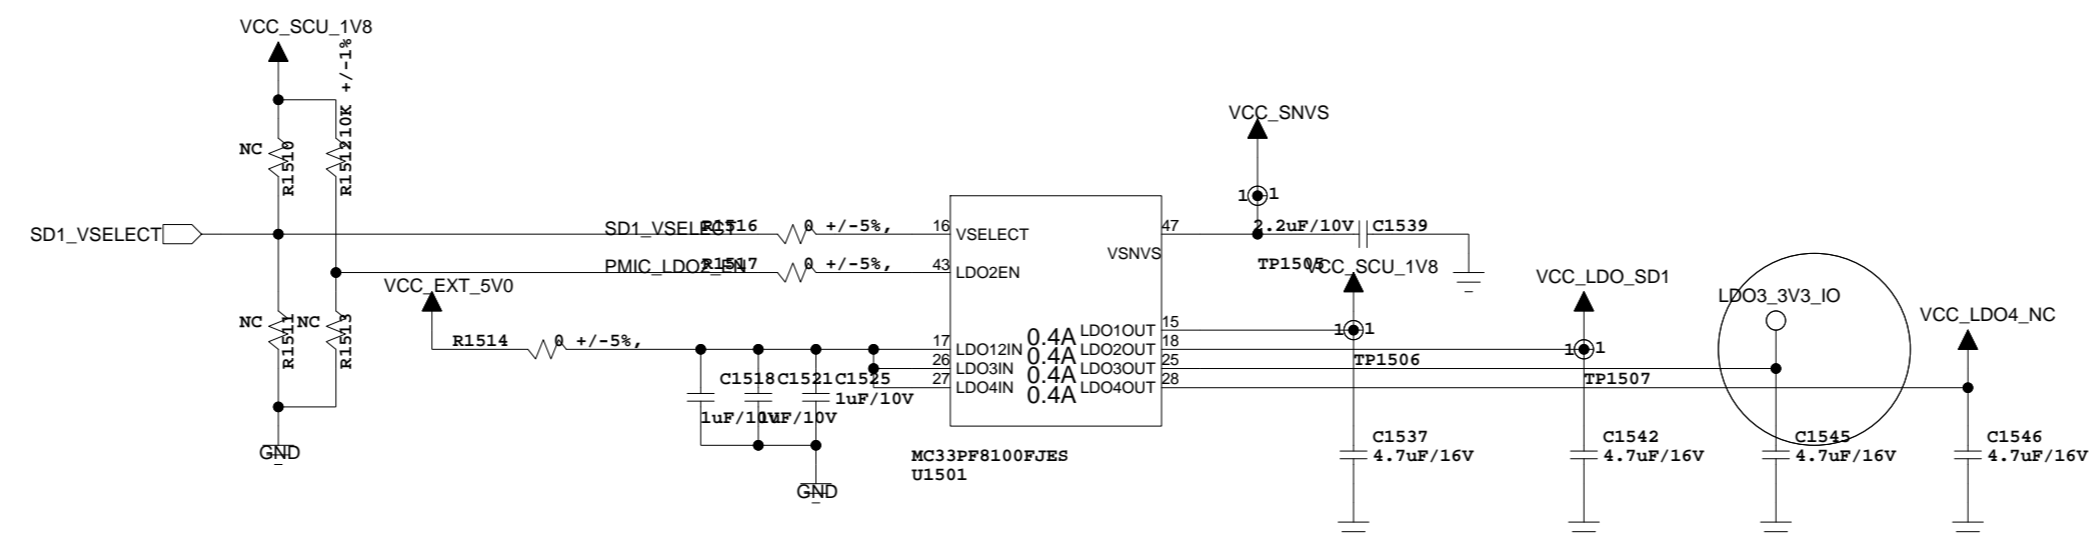 VCC_SCU_1V8
10K +/-1%
R1512
NC
R1510
SD1_VSELECT
NC
R1511
NC
R1513
GND
SD1_VSELECT
R1516
0 +/-5%,
PMIC_LDO2_EN
R1517
0 +/-5%,
VCC_EXT_5V0
R1514
0 +/-5%,
C1518
1uF/10V
C1521
1uF/10V
C1525
1uF/10V
GND
16
VSELECT
43
LDO2EN
17
LDO12IN
26
LDO3IN
27
LDO4IN
47
VSNVS
15
LDO1OUT
0.4A
18
LDO2OUT
0.4A
25
LDO3OUT
0.4A
28
LDO4OUT
0.4A
MC33PF8100FJES
U1501
VCC_SNVS
1 1
2.2uF/10V
C1539
TP1505
VCC_SCU_1V8
1 1
TP1506
C1537
4.7uF/16V
VCC_LDO_SD1
1 1
TP1507
C1542
4.7uF/16V
LDO3_3V3_IO
C1545
4.7uF/16V
VCC_LDO4_NC
C1546
4.7uF/16V